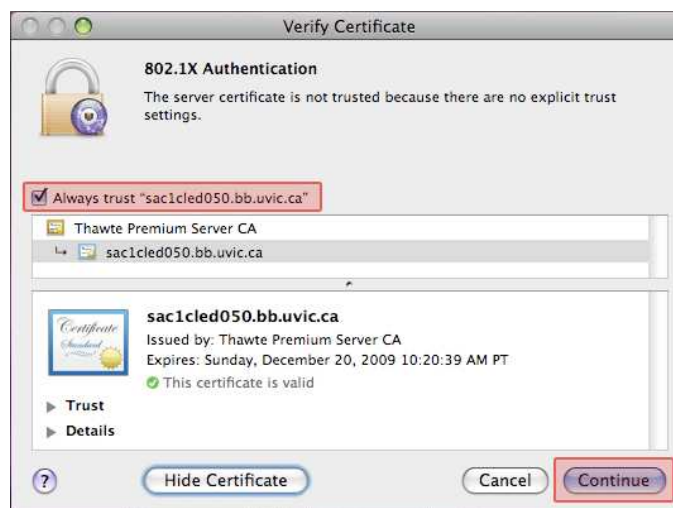 Verify Certificate
802.1X Authentication
The server certificate is not trusted because there are no explicit trust
settings.
Always trust "sac1cled050.bb.uvic.ca"
Thawte Premium Server CA
sac1cled050.bb.uvic.ca
Certificate
Standard
sac1cled050.bb.uvic.ca
Issued by: Thawte Premium Server CA
Expires: Sunday, December 20, 2009 10:20:39 AM PT
This certificate is valid
Trust
Details
?
Hide Certificate
Cancel
Continue